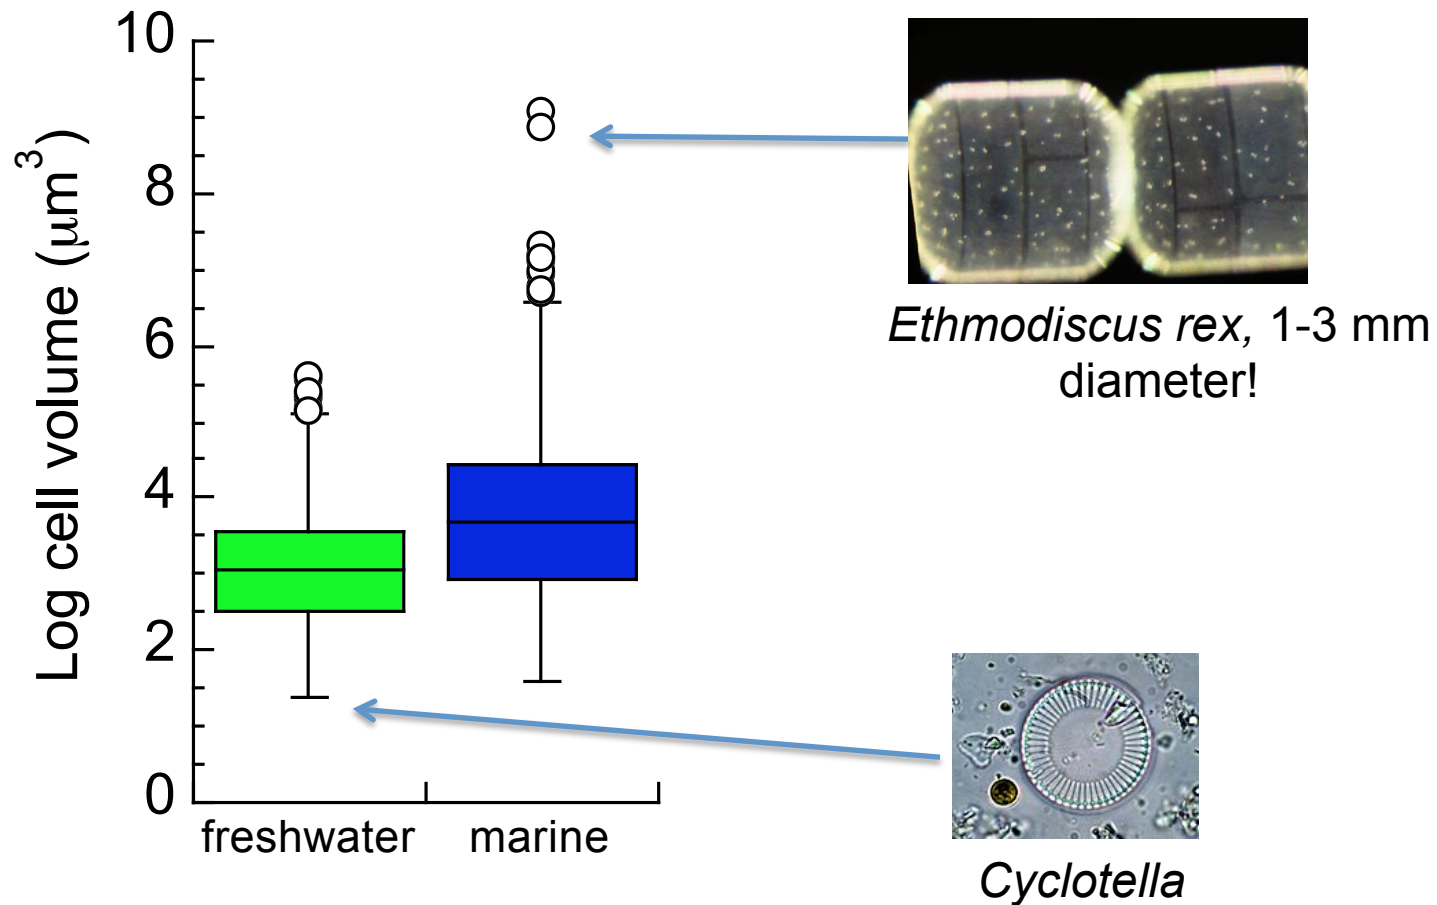 Log cell volume (μm³)
10
8
6
4
2
0
freshwater
marine
Ethmodiscus rex, 1-3 mm
diameter!
Cyclotella